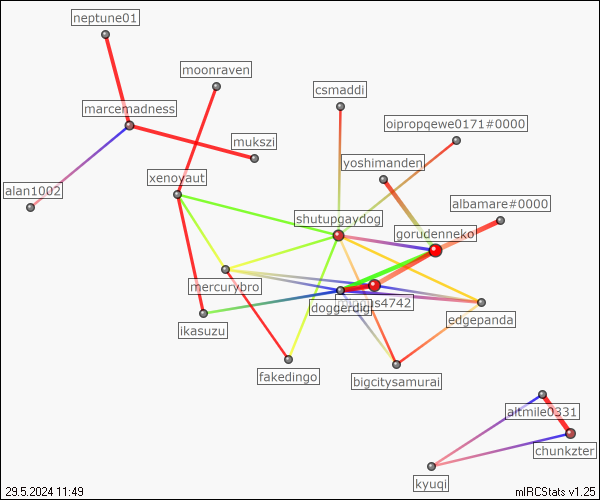 neptune01
moonraven
csmaddi
marcemadness
oipropqewe0171#0000
mukszi
yoshimanden
xenoyaut
alan1002
albamare#0000
shutupgaydog
gorudenneko
mercurybro
doggerdig
s4742
edgepanda
ikasuzu
fakedingo
bigcitysamurai
altmile0331
chunkzter
kyuqi
29.5.2024 11:49
mIRCStats v1.25